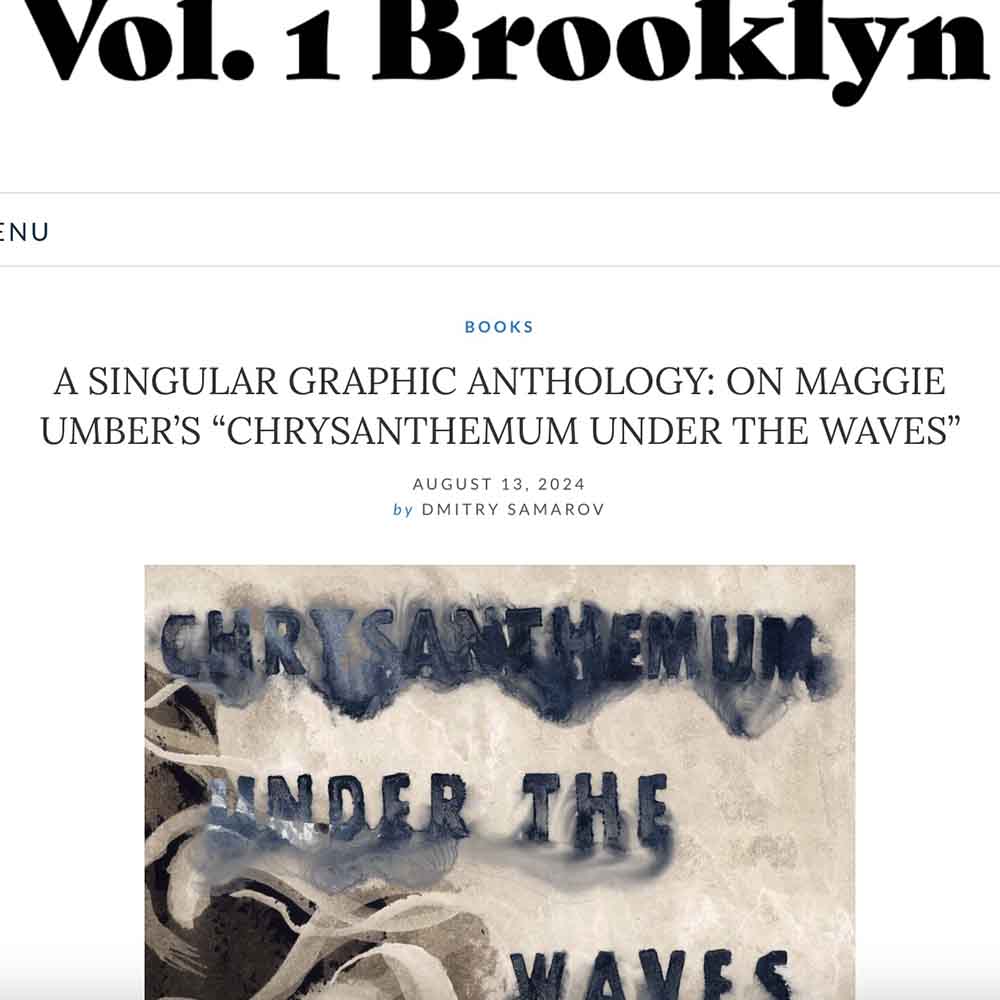 Vol. 1 Brooklyn
ENU
BOOKS
A SINGULAR GRAPHIC ANTHOLOGY: ON MAGGIE
UMBER’S “CHRYSANTHEMUM UNDER THE WAVES”
AUGUST 13, 2024
by DMITRY SAMAROV
CHRYSANTHEMUM
UNDER THE
WAVES